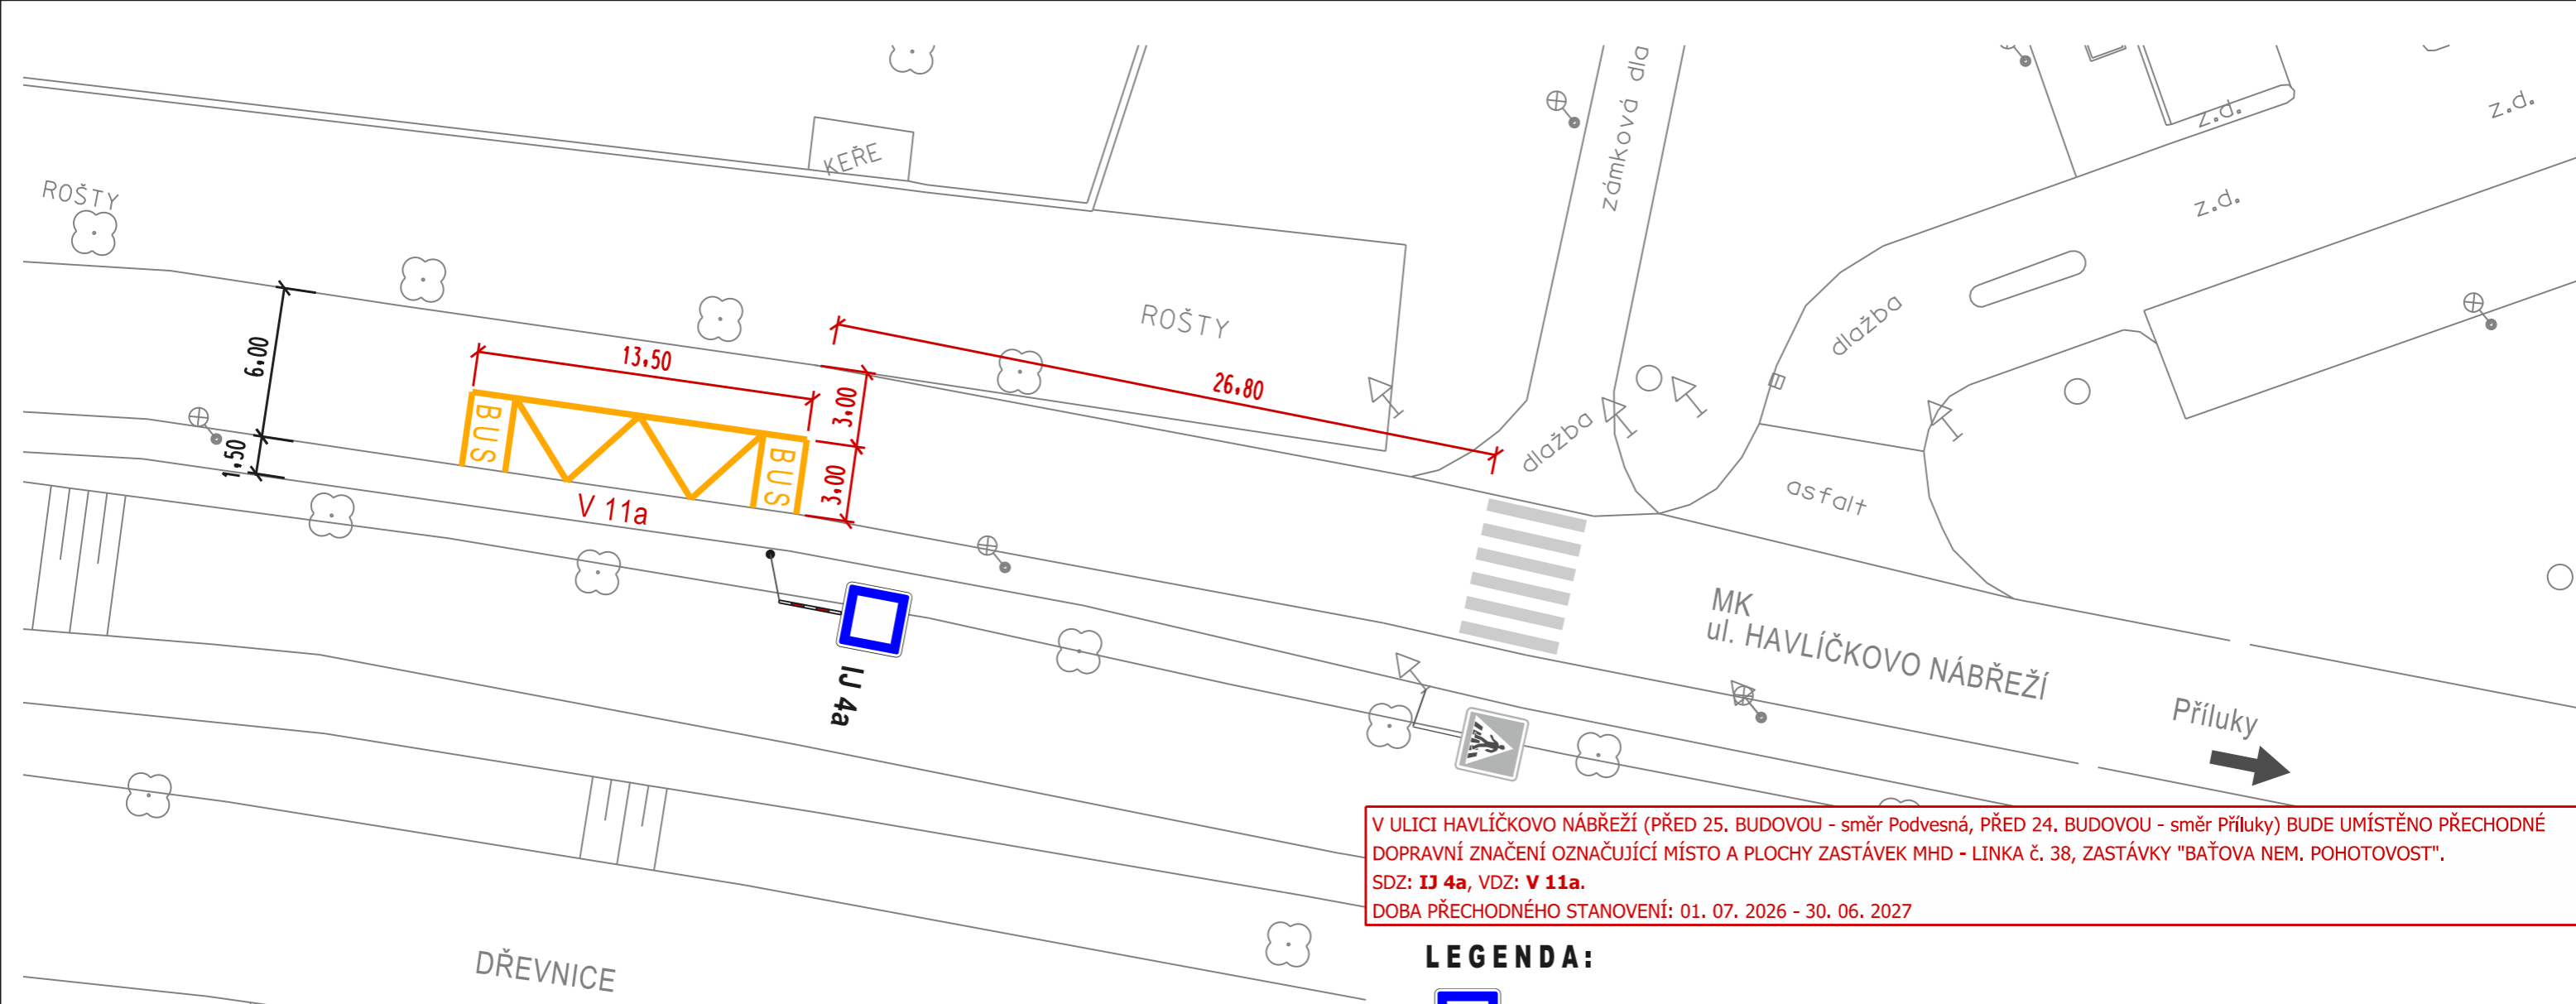 zámková dla
z.d.
z.d.
KEŘE
ROŠTY
z.d.
ROŠTY
dlažba
6,00
13,50
3,00
26,80
BUS
1,50
BUS
3,00
dlažba
V 11a
asfalt
MK
ul. HAVLÍČKOVO NÁBŘEŽÍ
IJ 4a
Příluky
V ULICI HAVLÍČKOVO NÁBŘEŽÍ (PŘED 25. BUDOVOU - směr Podvesná, PŘED 24. BUDOVOU - směr Příluky) BUDE UMÍSTĚNO PŘECHODNÉ
DOPRAVNÍ ZNAČENÍ OZNAČUJÍCÍ MÍSTO A PLOCHY ZASTÁVEK MHD - LINKA č. 38, ZASTÁVKY "BAŤOVA NEM. POHOTOVOST".
SDZ: IJ 4a, VDZ: V 11a.
DOBA PŘECHODNÉHO STANOVENÍ: 01. 07. 2026 - 30. 06. 2027
LEGENDA:
DŘEVNICE